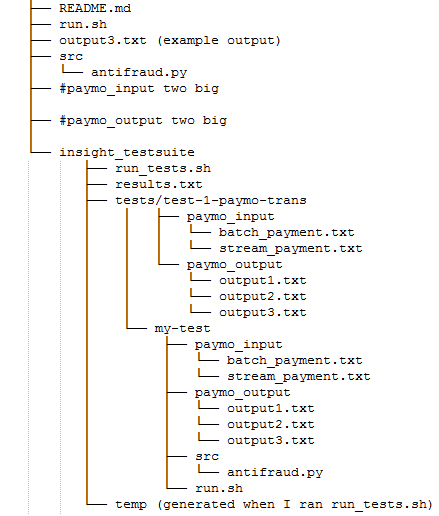 README.md
run.sh
output3.txt (example output)
src
antifraud.py
#paymo_input two big
#paymo_output two big
insight_testsuite
run_tests.sh
results.txt
tests/test-1-paymo-trans
paymo_input
batch_payment.txt
stream_payment.txt
paymo_output
output1.txt
output2.txt
output3.txt
my-test
paymo_input
batch_payment.txt
stream_payment.txt
paymo_output
output1.txt
output2.txt
output3.txt
src
antifraud.py
run.sh
temp (generated when I ran run_tests.sh)